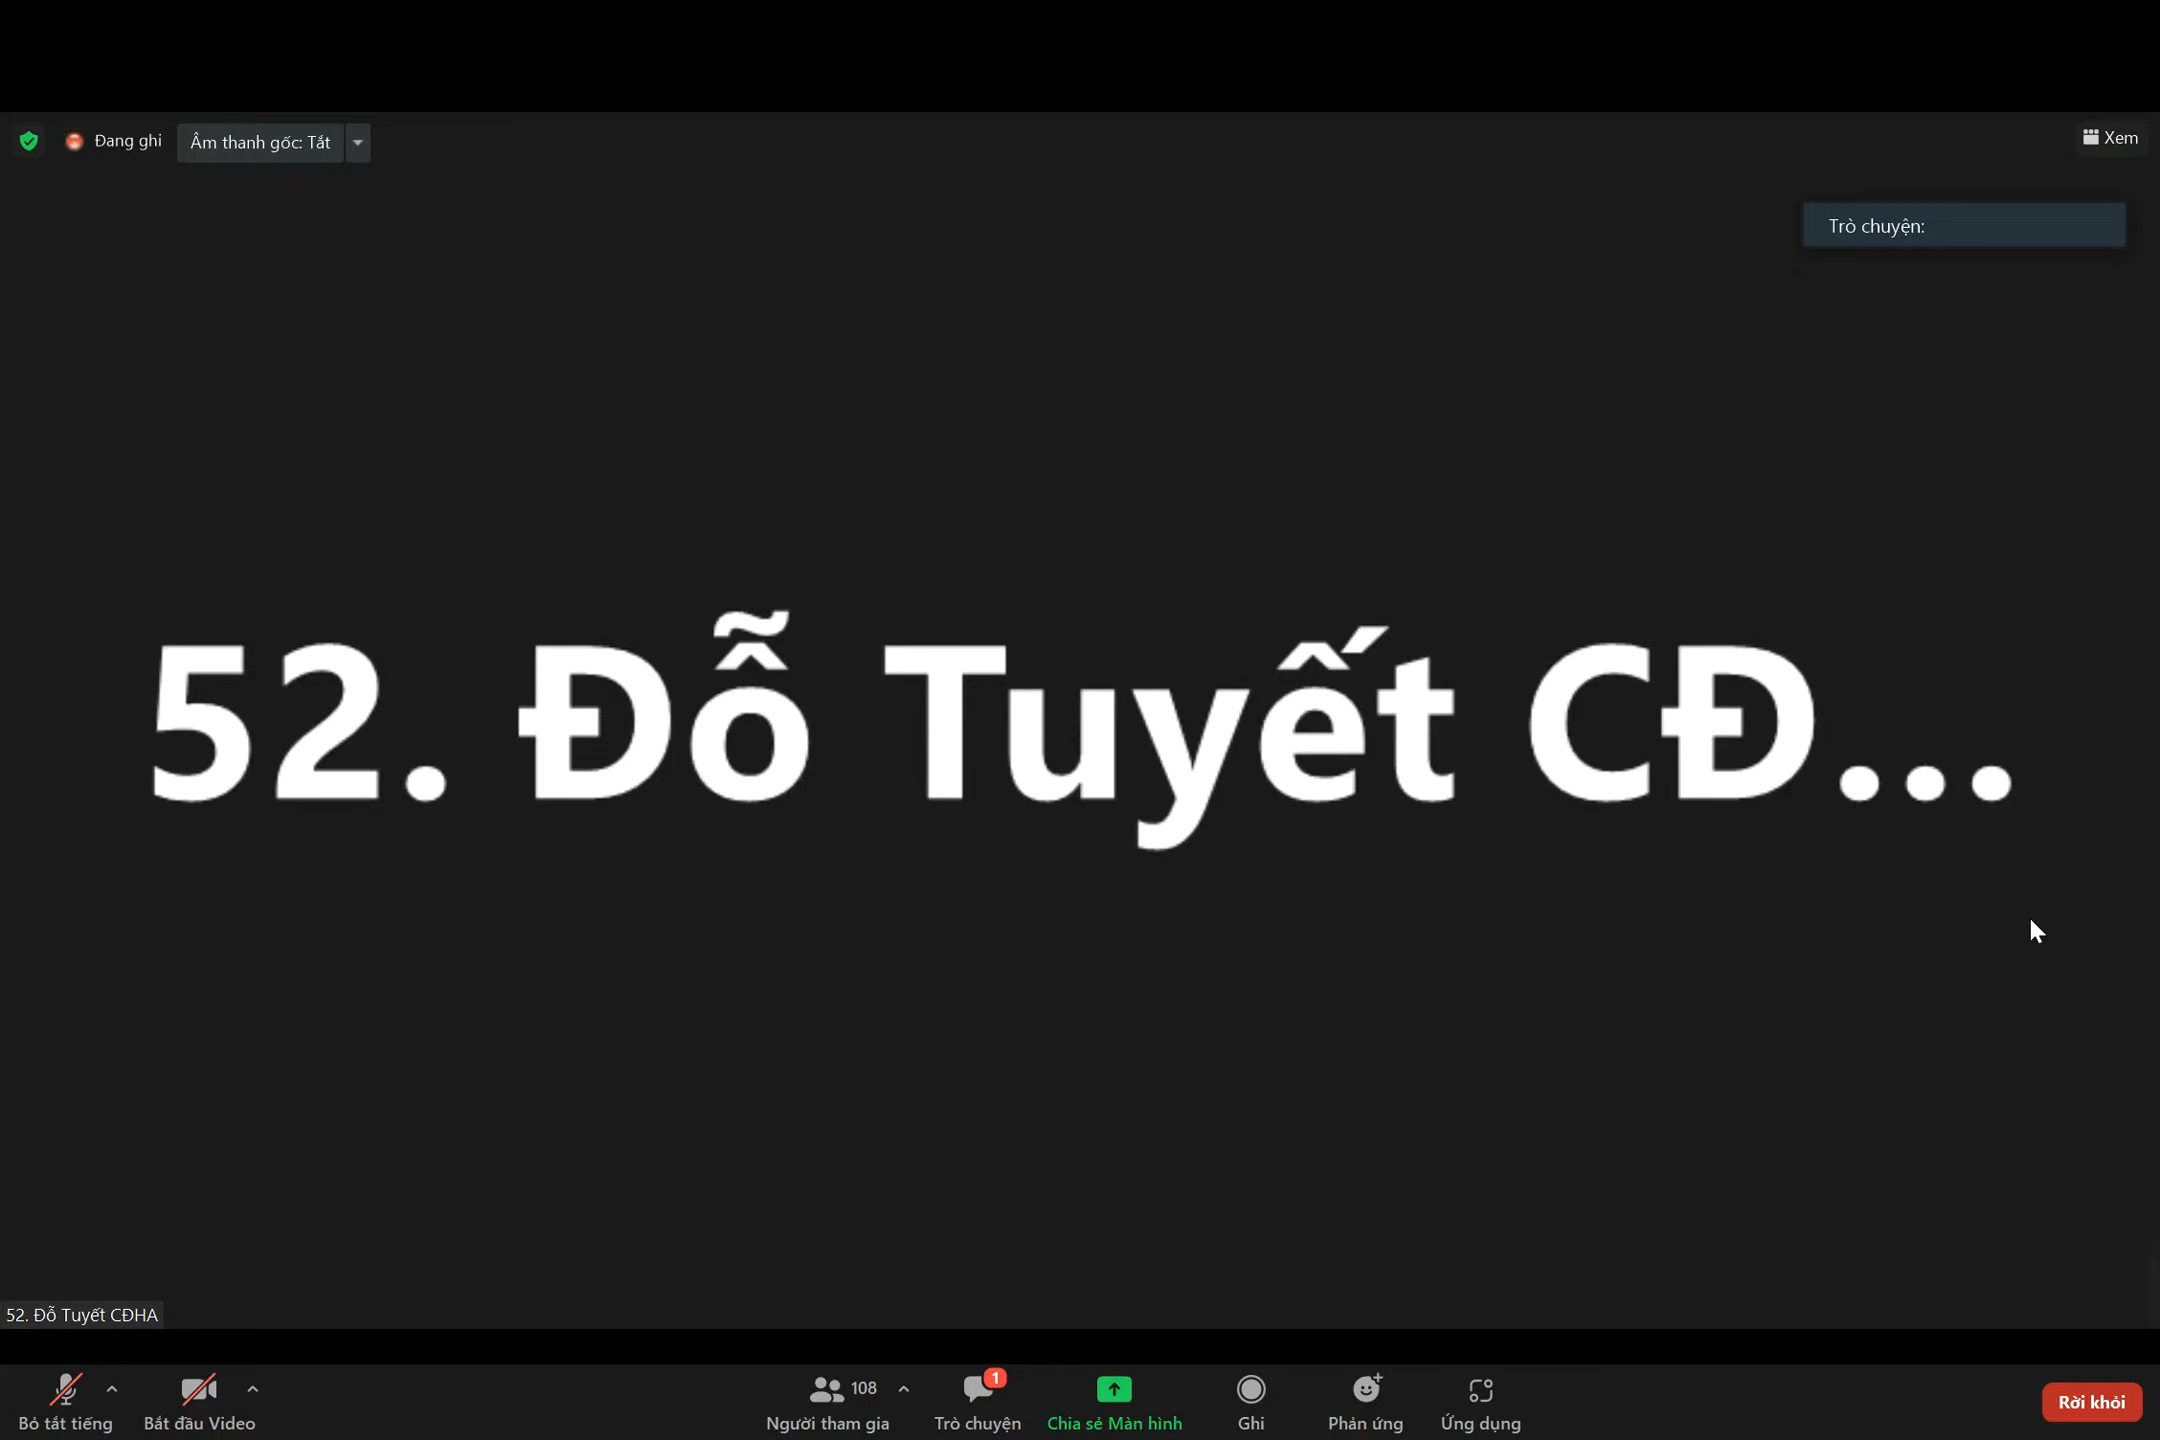 Đang ghi
Âm thanh gốc: Tắt
Xem
Trò chuyện:
52. Đỗ Tuyết CĐ...
52. Đỗ Tuyết CĐHA
108
1
Bỏ tắt tiếng
Bắt đầu Video
Người tham gia
Trò chuyện
Chia sẻ Màn hình
Ghi
Phản ứng
Ứng dụng
Rời khỏi